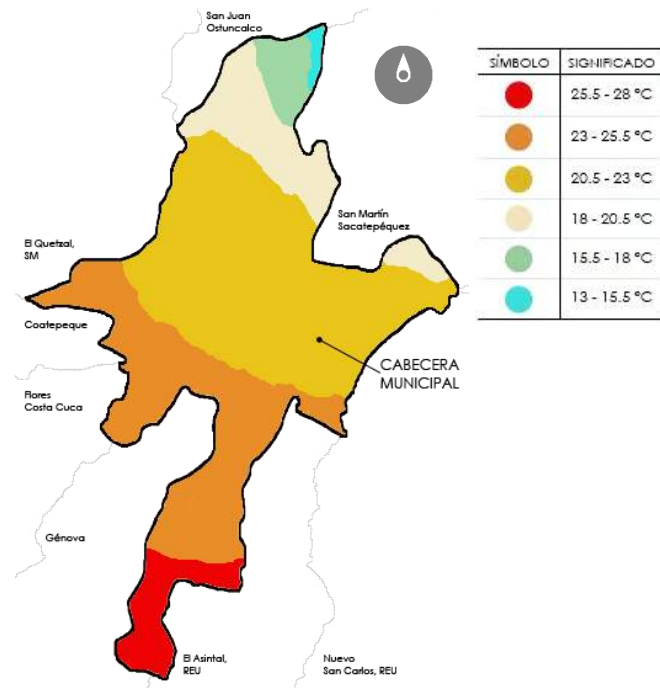 San Juan
Ostuncalco
SÍMBOLO SIGNIFICADO
25.5 - 28 °C
23 - 25.5 °C
20.5 - 23 °C
18 - 20.5 °C
15.5 - 18 °C
13 - 15.5 °C
San Martín
Sacatepéquez
El Quetzal,
SM
Coatepeque
CABECERA
MUNICIPAL
Flores
Costa Cuca
Génova
El Asintal,
REU
Nuevo
San Carlos, REU